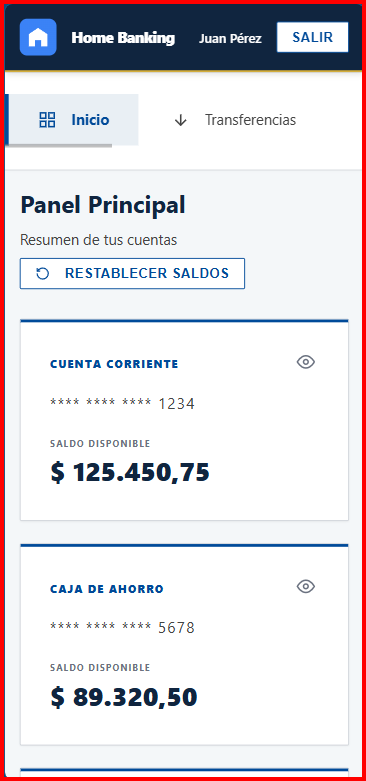 Home Banking
Juan Pérez
SALIR
Inicio
Transferencias
Panel Principal
Resumen de tus cuentas
RESTABLECER SALDOS
CUENTA CORRIENTE
**** **** **** 1234
SALDO DISPONIBLE
$ 125.450,75
CAJA DE AHORRO
**** **** **** 5678
SALDO DISPONIBLE
$ 89.320,50